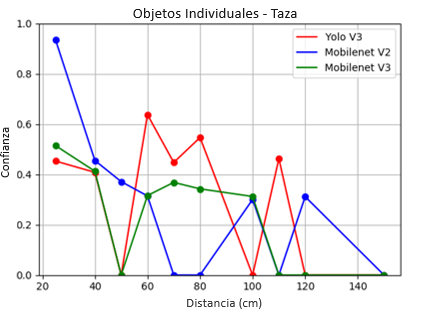 Objetos Individuales - Taza
Yolo V3
Mobilenet V2
Mobilenet V3
Confianza
1.0
0.8
0.6
0.4
0.2
0.0
20 40 60 80 100 120 140
Distancia (cm)